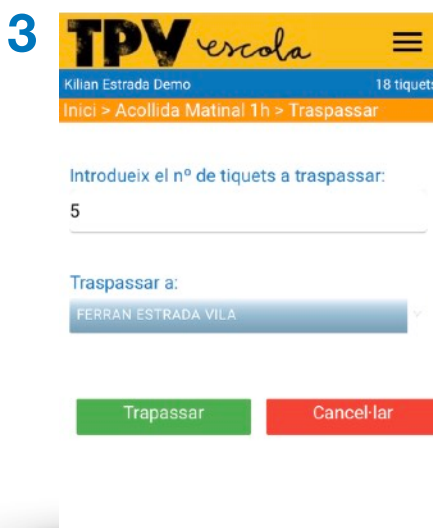 3
TPV escola
Kilian Estrada Demo 18 tiquets
Inici > Acollida Matinal 1h > Traspassar
Introdueix el nº de tiquets a traspassar:
5
Traspassar a:
FERRAN ESTRADA VILA
Trapassar Cancel·lar